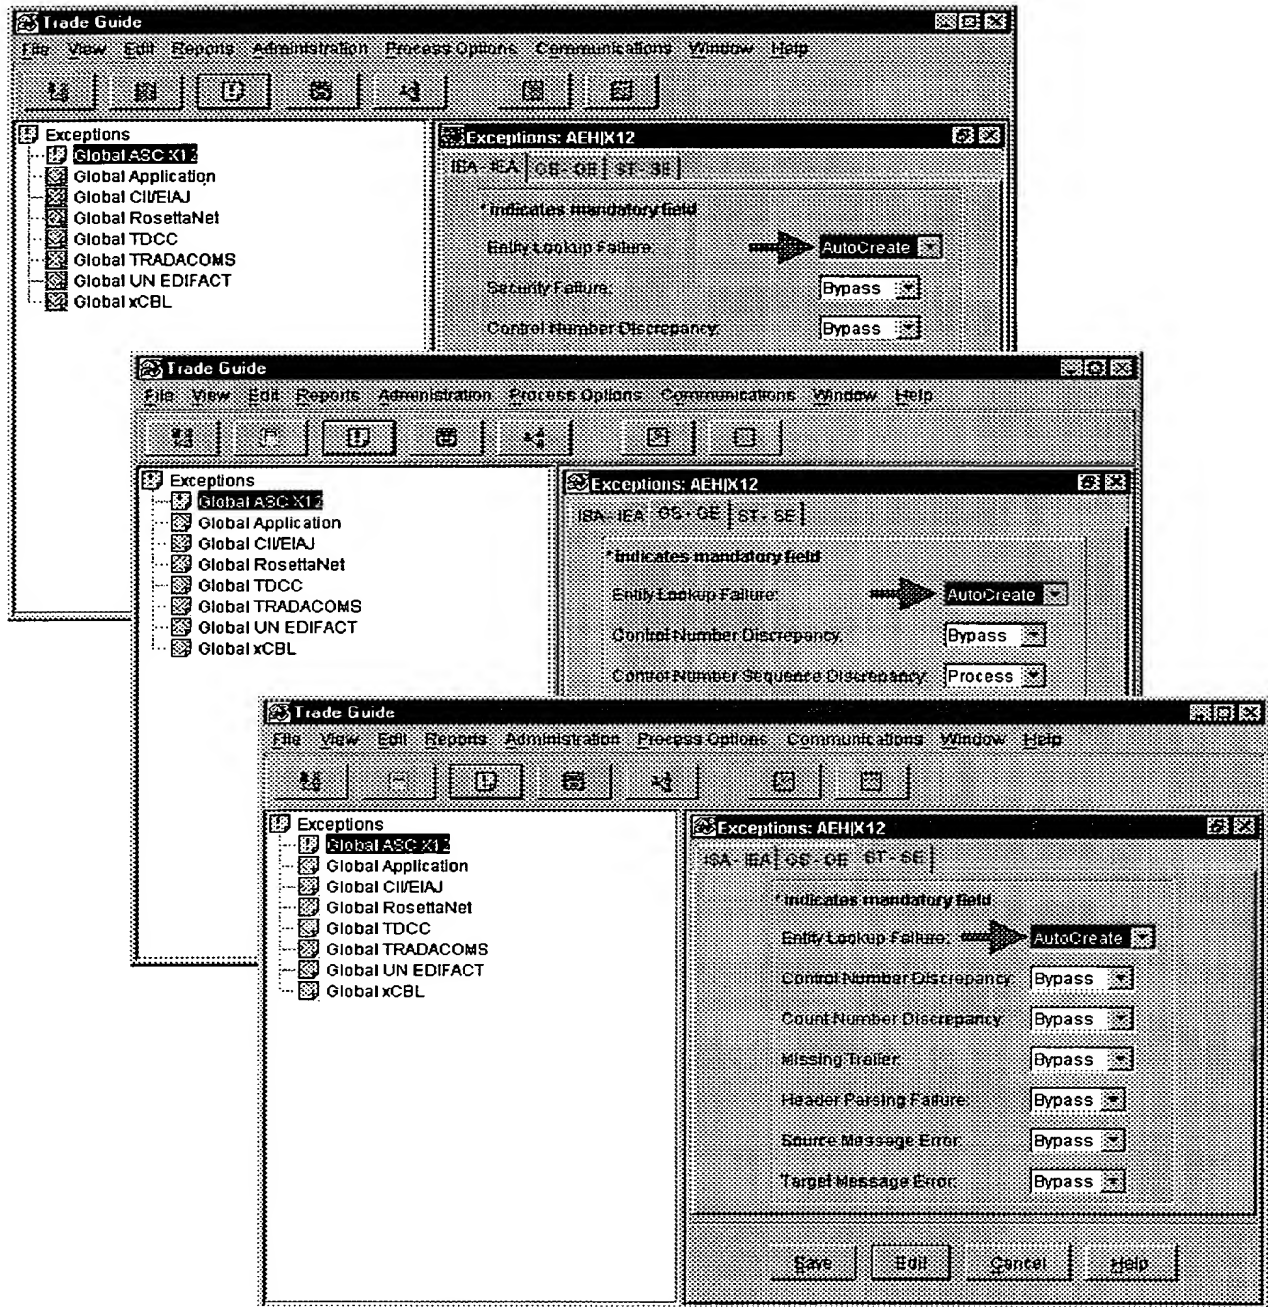 Trade Guide
File View Edit Reports Administration Process Options Communications Window Help
Exceptions
Global ASC X12
Global Application
Global CII/EIAJ
Global RosettaNet
Global TDCC
Global TRADACOMS
Global UN EDIFACT
Global xCBL
Exceptions: AEH|X12
ISA - IEA GS - GE ST - SE
* indicates mandatory field
Entity Lookup Failure: AutoCreate
Security Failure: Bypass
Control Number Discrepancy: Bypass
Trade Guide
File View Edit Reports Administration Process Options Communications Window Help
Exceptions
Global ASC X12
Global Application
Global CII/EIAJ
Global RosettaNet
Global TDCC
Global TRADACOMS
Global UN EDIFACT
Global xCBL
Exceptions: AEH|X12
ISA - IEA GS - GE ST - SE
* indicates mandatory field
Entity Lookup Failure: AutoCreate
Control Number Discrepancy: Bypass
Control Number Sequence Discrepancy: Process
Trade Guide
File View Edit Reports Administration Process Options Communications Window Help
Exceptions
Global ASC X12
Global Application
Global CII/EIAJ
Global RosettaNet
Global TDCC
Global TRADACOMS
Global UN EDIFACT
Global xCBL
Exceptions: AEH|X12
ISA - IEA GS - GE ST - SE
* indicates mandatory field
Entity Lookup Failure: AutoCreate
Control Number Discrepancy: Bypass
Count Number Discrepancy: Bypass
Missing Trailer: Bypass
Header Parsing Failure: Bypass
Source Message Error: Bypass
Target Message Error: Bypass
Save Edit Cancel Help